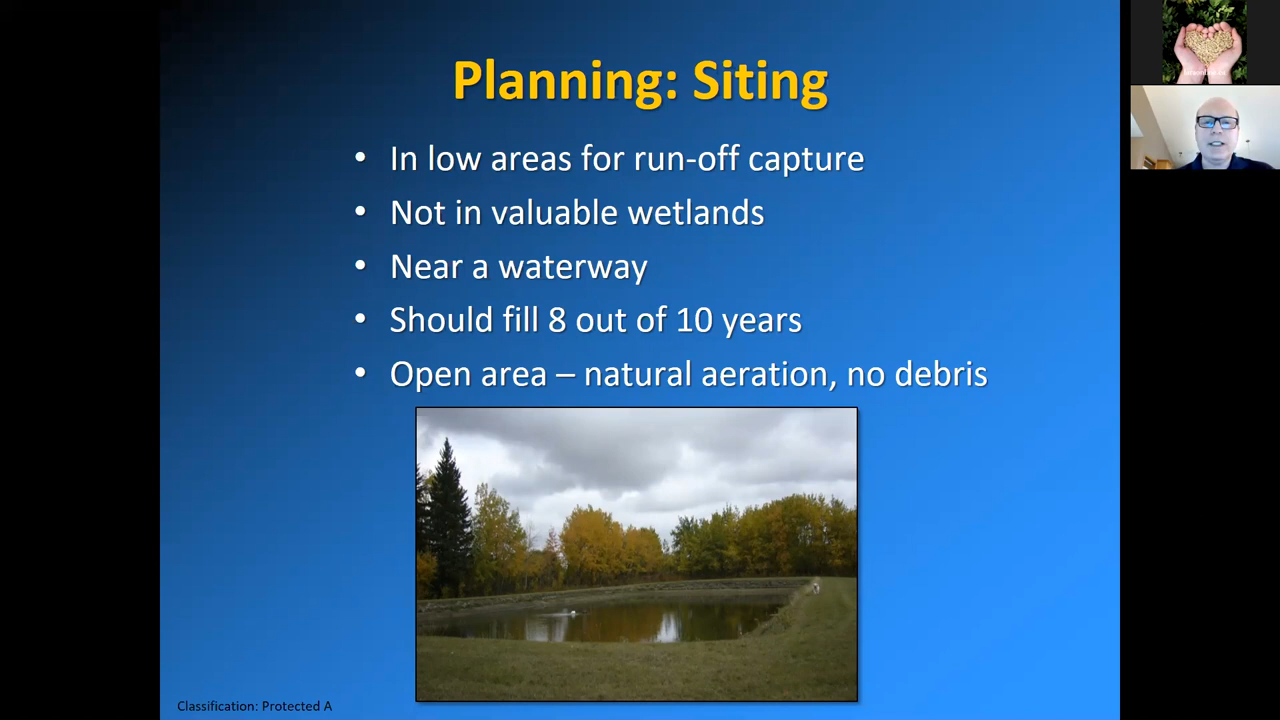 Planning: Siting
• In low areas for run-off capture
• Not in valuable wetlands
• Near a waterway
• Should fill 8 out of 10 years
• Open area – natural aeration, no debris
Classification: Protected A